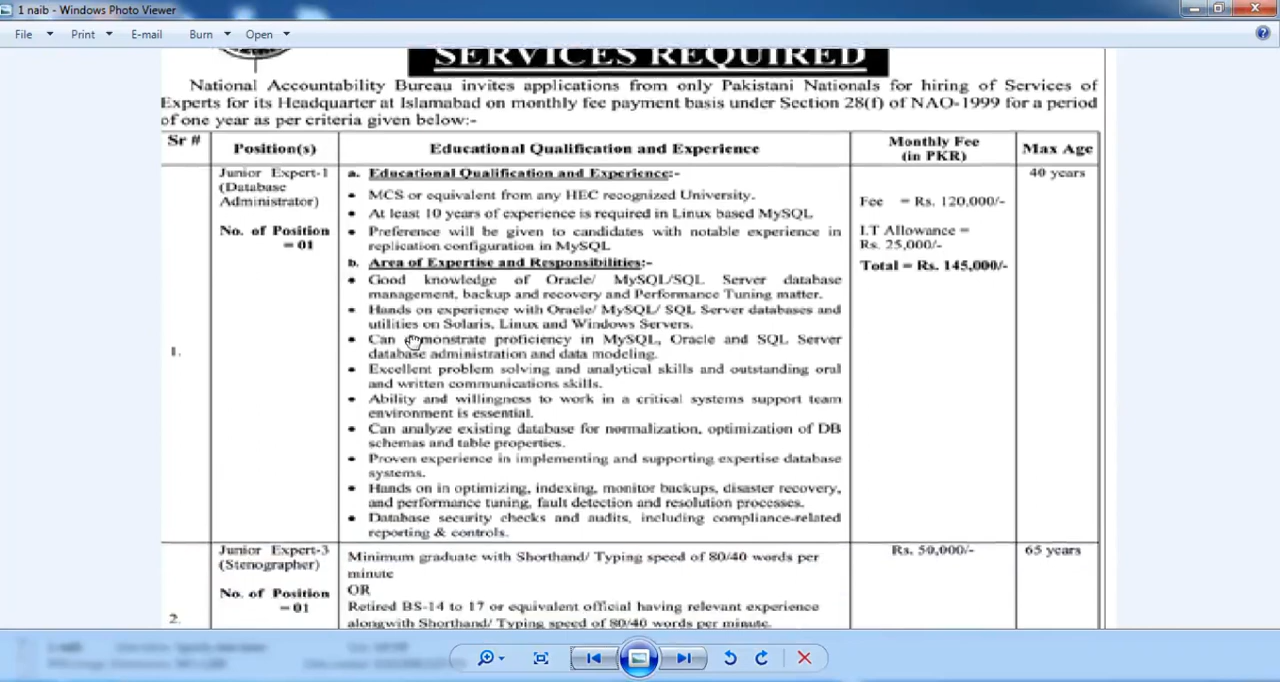 1 naib - Windows Photo Viewer
File Print E-mail Burn Open
SERVICES REQUIRED
National Accountability Bureau invites applications from only Pakistani Nationals for hiring of Services of
Experts for its Headquarter at Islamabad on monthly fee payment basis under Section 28(f) of NAO-1999 for a period
of one year as per criteria given below:-
Sr # Position(s) Educational Qualification and Experience Monthly Fee (in PKR) Max Age
1.
Junior Expert-1
(Database
Administrator)
No. of Position
= 01
a. Educational Qualification and Experience:-
• MCS or equivalent from any HEC recognized University.
• At least 10 years of experience is required in Linux based MySQL
• Preference will be given to candidates with notable experience in
replication configuration in MySQL
b. Area of Expertise and Responsibilities:-
• Good knowledge of Oracle/ MySQL/SQL Server database
management, backup and recovery and Performance Tuning matter.
• Hands on experience with Oracle/ MySQL/ SQL Server databases and
utilities on Solaris, Linux and Windows Servers.
• Can demonstrate proficiency in MySQL, Oracle and SQL Server
database administration and data modeling.
• Excellent problem solving and analytical skills and outstanding oral
and written communications skills.
• Ability and willingness to work in a critical systems support team
environment is essential.
• Can analyze existing database for normalization, optimization of DB
schemas and table properties.
• Proven experience in implementing and supporting expertise database
systems.
• Hands on in optimizing, indexing, monitor backups, disaster recovery,
and performance tuning, fault detection and resolution processes.
• Database security checks and audits, including compliance-related
reporting & controls.
Fee = Rs. 120,000/-
I.T Allowance =
Rs. 25,000/-
Total = Rs. 145,000/-
40 years
2.
Junior Expert-3
(Stenographer)
No. of Position
= 01
Minimum graduate with Shorthand/ Typing speed of 80/40 words per
minute
OR
Retired BS-14 to 17 or equivalent official having relevant experience
alongwith Shorthand/ Typing speed of 80/40 words per minute.
Rs. 50,000/-
65 years
1 naib